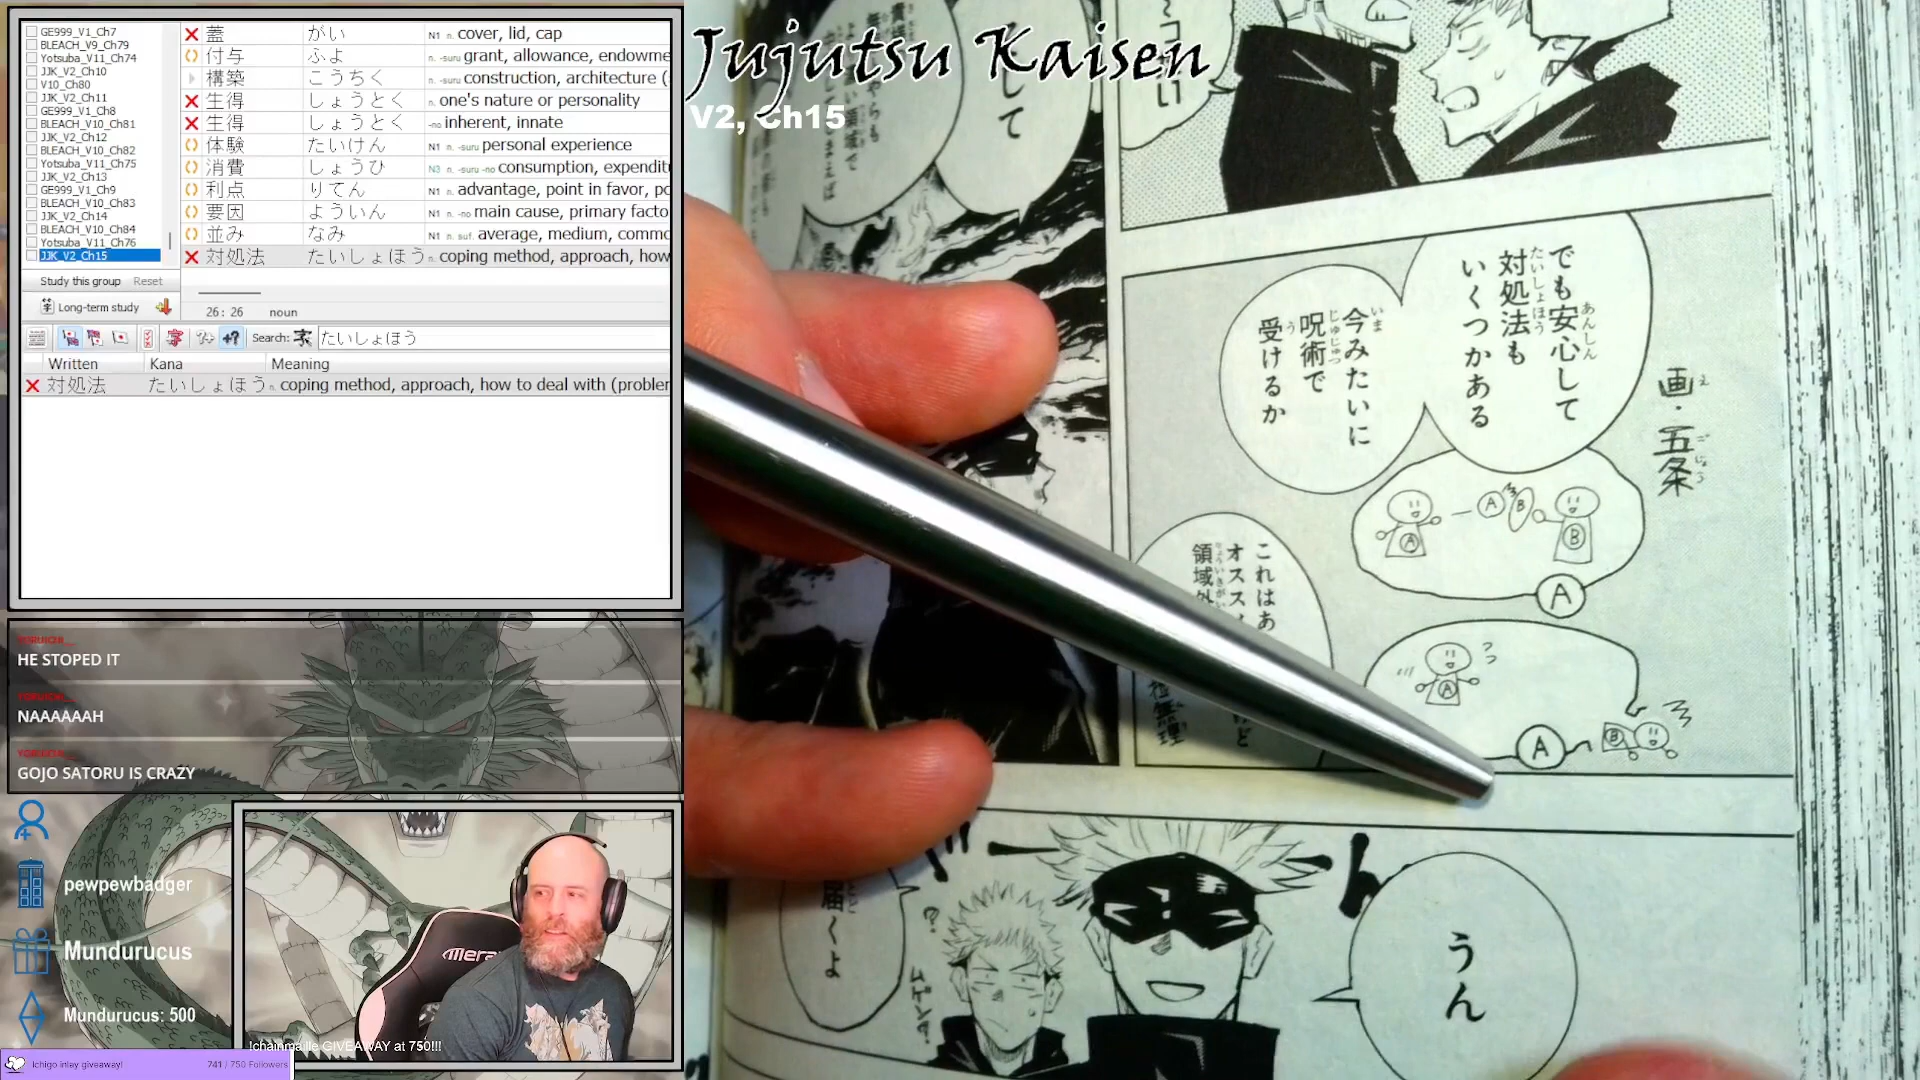 GE999_V1_Ch7
BLEACH_V9_Ch79
Yotsuba_V11_Ch74
JJK_V2_Ch10
V10_Ch80
JJK_V2_Ch11
GE999_V1_Ch8
BLEACH_V10_Ch81
JJK_V2_Ch12
BLEACH_V10_Ch82
Yotsuba_V11_Ch75
JJK_V2_Ch13
GE999_V1_Ch9
BLEACH_V10_Ch83
JJK_V2_Ch14
BLEACH_V10_Ch84
Yotsuba_V11_Ch76
JJK_V2_Ch15
Study this group Reset
Long-term study
蓋 がい N1 n. cover, lid, cap
付与 ふよ n. -suru grant, allowance, endowme
構築 こうちく n. -suru construction, architecture (
生得 しょうとく n. one's nature or personality
生得 しょうとく -no inherent, innate
体験 たいけん N1 n. -suru personal experience
消費 しょうひ N3 n. -suru -no consumption, expendit
利点 りてん N1 n. advantage, point in favor, po
要因 よういん N1 n. -no main cause, primary facto
並み なみ N1 n. suf. average, medium, commo
対処法 たいしょほう n. coping method, approach, how
26: 26 noun
Search: たいしょほう
Written Kana Meaning
対処法 たいしょほう n. coping method, approach, how to deal with (probler
HE STOPED IT
NAAAAAAH
GOJO SATORU IS CRAZY
pewpewbadger
Mundurucus
Mundurucus: 500
Ichigo inlay giveaway!
741 / 750 Followers
!chainmaille GIVEAWAY at 750!!!
Jujutsu Kaisen
V2, Ch15
でも安心して
対処法も
いくつかある
今みたいに
呪術で
受けるか
画・五条
A
B
A
B
A
A
B
A
これはあ
領域外
うん
届くよ
ムゲンダ